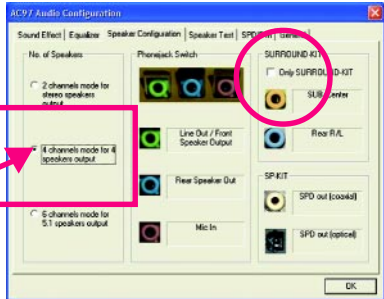 AC97 Audio Configuration
Sound Effect Equalizer Speaker Configuration Speaker Test General
No. of Speakers
2 channels mode for
stereo speakers
output
4 channels mode for 4
speakers output
6 channels mode for
5.1 speakers output
Phonejack Switch
Line Out / Front
Speaker Output
Rear Speaker Out
Mic In
SURROUND-KIT
Only SURROUND-KIT
Rear R/L
SP-KIT
SPD out (coaxial)
SPD out (optical)
OK